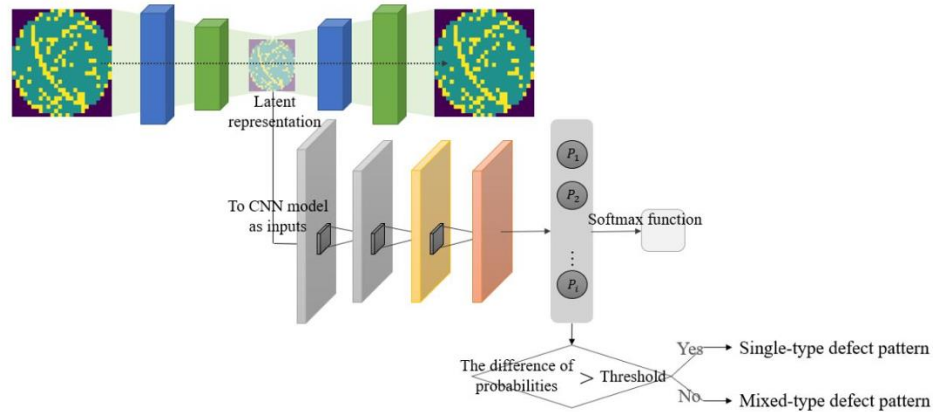 Latent
representation
To CNN model
as inputs
P₁
P₂
⋮
Pᵢ
Softmax function
The difference of
probabilities > Threshold
Yes
Single-type defect pattern
No
Mixed-type defect pattern